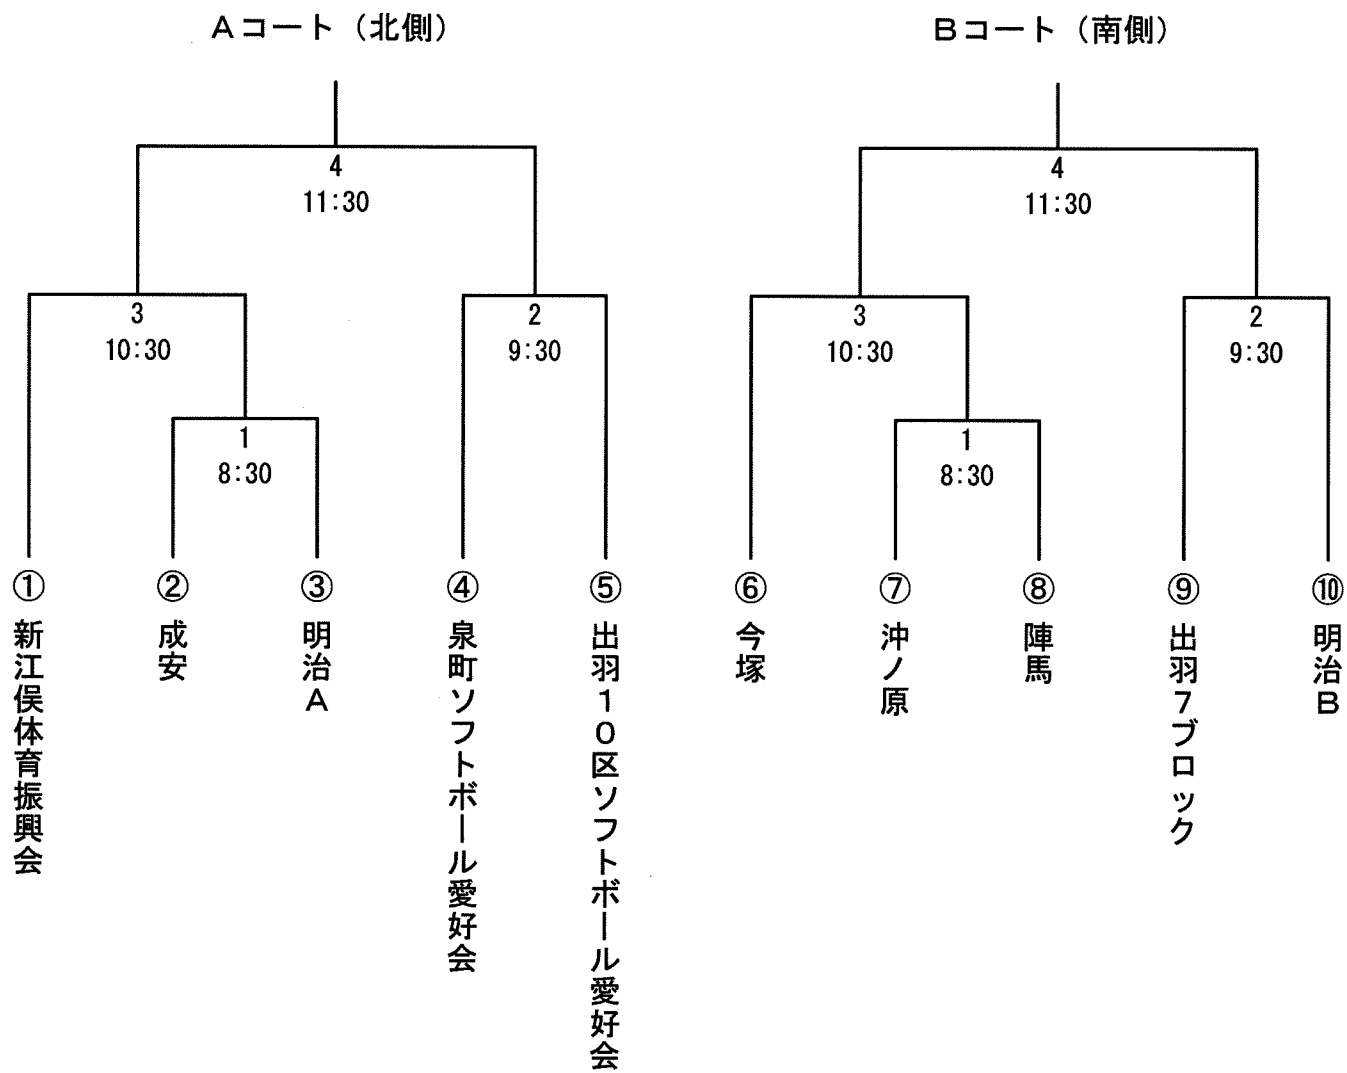 Aコート（北側）
4
11:30
3
10:30
2
9:30
1
8:30
①新江俣体育振興会
②成安
③明治A
④泉町ソフトボール愛好会
⑤出羽10区ソフトボール愛好会
Bコート（南側）
4
11:30
3
10:30
2
9:30
1
8:30
⑥今塚
⑦沖ノ原
⑧陣馬
⑨出羽7ブロック
⑩明治B